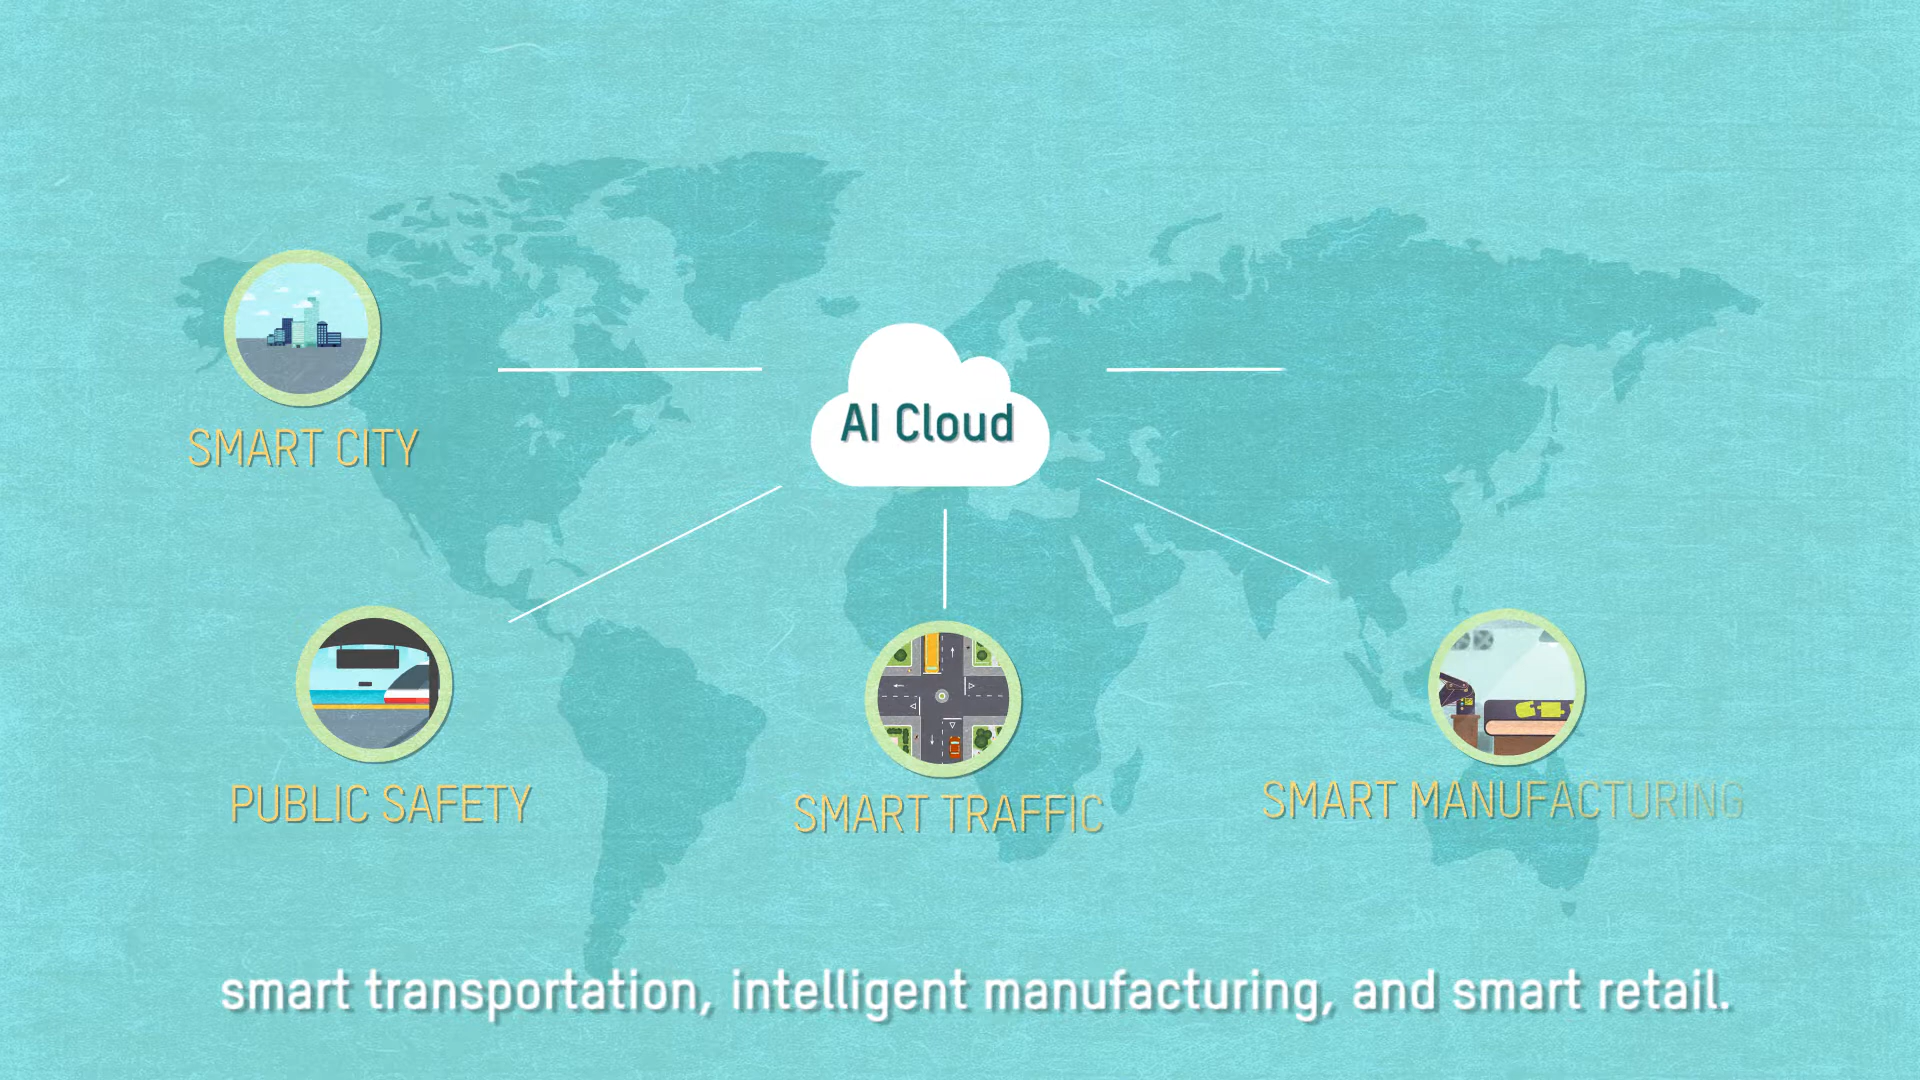 AI Cloud
SMART CITY
PUBLIC SAFETY
SMART TRAFFIC
SMART MANUFACTURING
smart transportation, intelligent manufacturing, and smart retail.